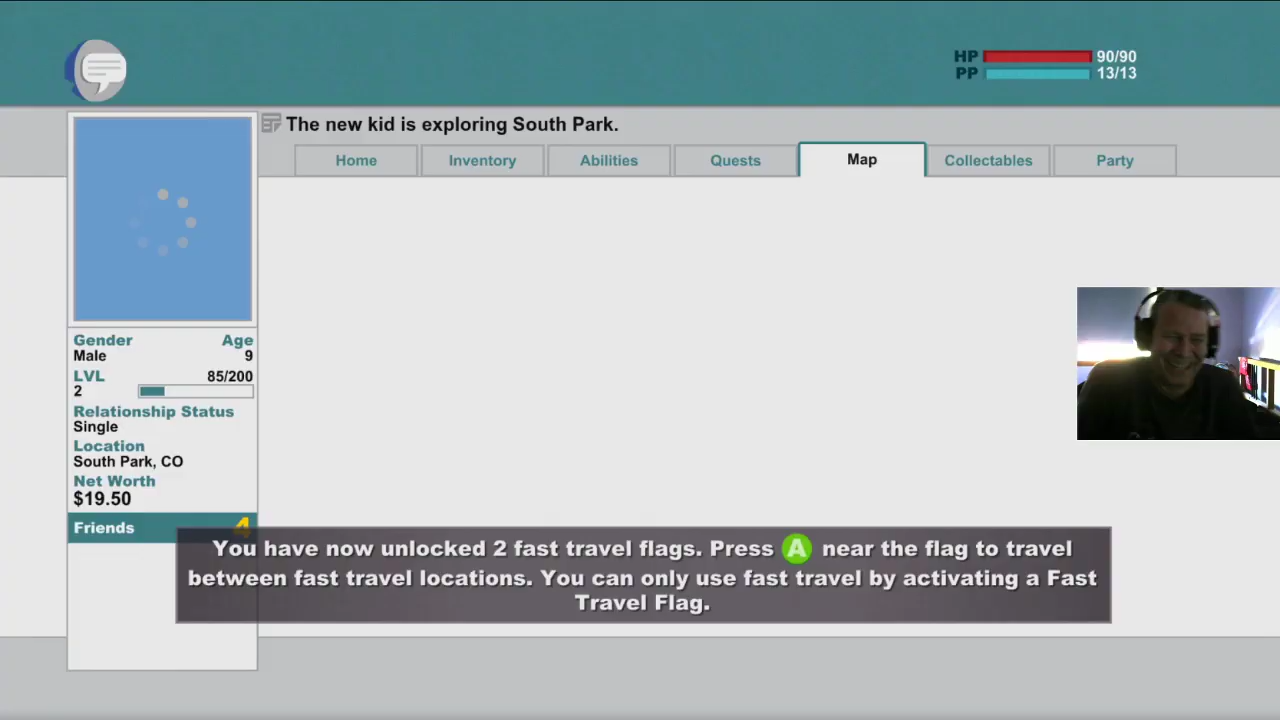 HP 90/90
PP 13/13
The new kid is exploring South Park.
Home Inventory Abilities Quests Map Collectables Party
Gender Age
Male 9
LVL 85/200
2
Relationship Status
Single
Location
South Park, CO
Net Worth
$19.50
Friends 4
You have now unlocked 2 fast travel flags. Press A near the flag to travel
between fast travel locations. You can only use fast travel by activating a Fast
Travel Flag.